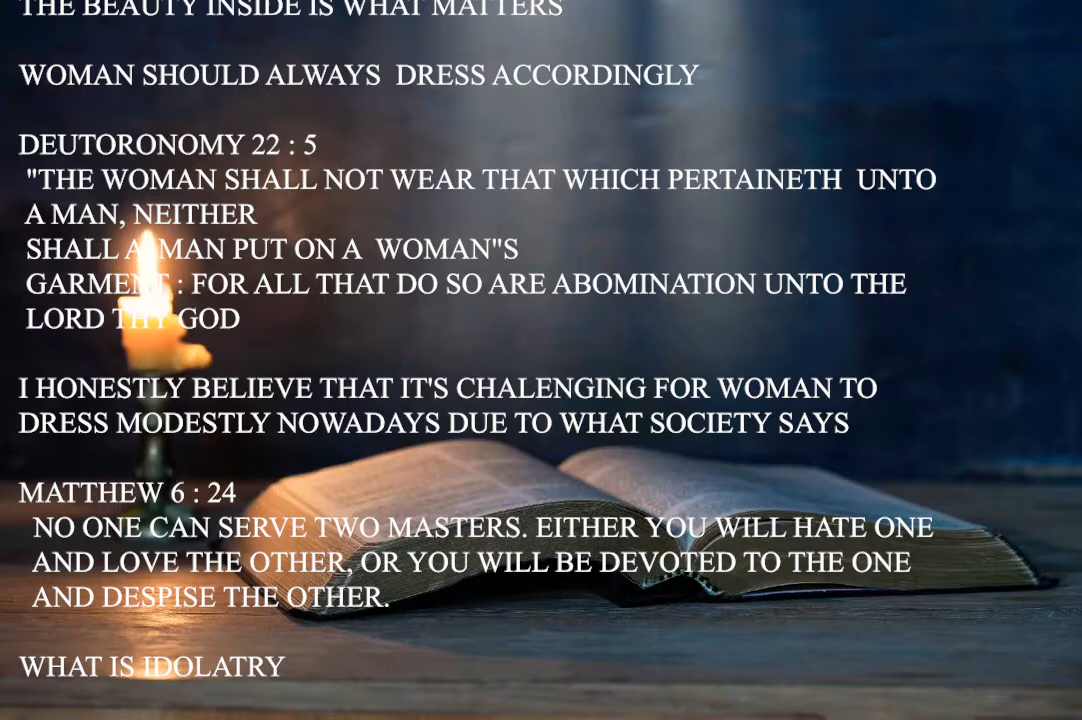 THE BEAUTY INSIDE IS WHAT MATTERS
WOMAN SHOULD ALWAYS  DRESS ACCORDINGLY
DEUTORONOMY 22 : 5
"THE WOMAN SHALL NOT WEAR THAT WHICH PERTAINETH  UNTO
A MAN, NEITHER
SHALL A  MAN PUT ON A  WOMAN"S
GARMENT : FOR ALL THAT DO SO ARE ABOMINATION UNTO THE
LORD THY GOD
I HONESTLY BELIEVE THAT IT'S CHALENGING FOR WOMAN TO
DRESS MODESTLY NOWADAYS DUE TO WHAT SOCIETY SAYS
MATTHEW 6 : 24
NO ONE CAN SERVE TWO MASTERS. EITHER YOU WILL HATE ONE
AND LOVE THE OTHER, OR YOU WILL BE DEVOTED TO THE ONE
AND DESPISE THE OTHER.
WHAT IS IDOLATRY